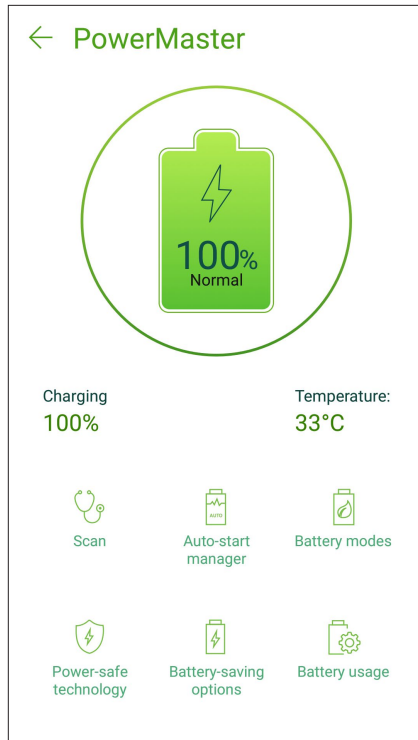 PowerMaster
100%
Normal
Charging
Temperature:
100%
33°C
AUTO
Scan
Auto-start
manager
Battery modes
Power-safe
technology
Battery-saving
options
Battery usage